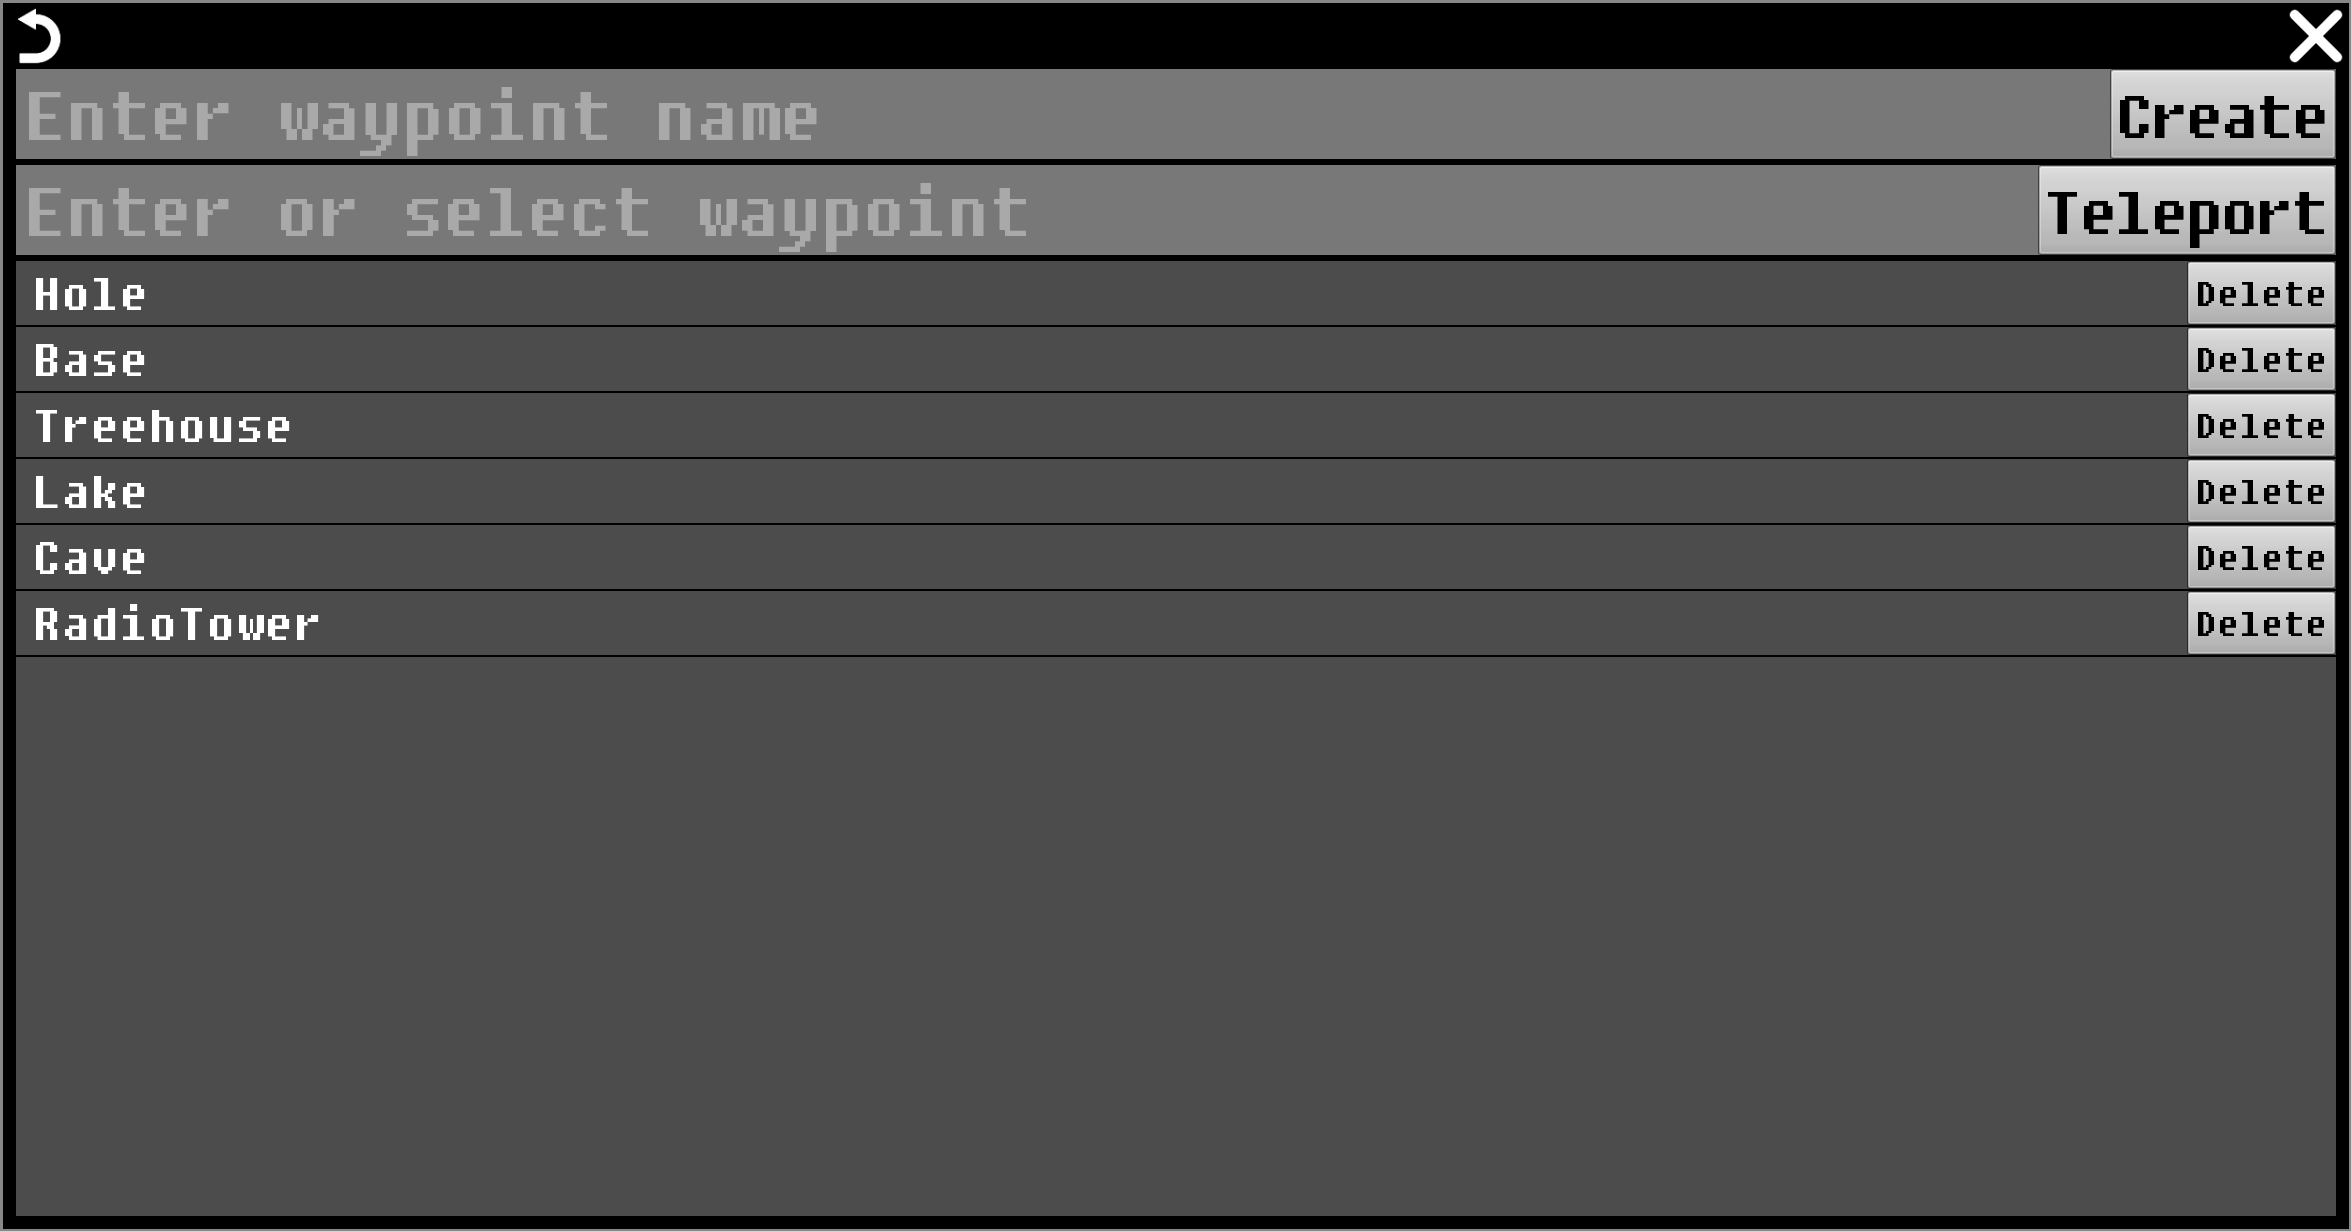 Enter waypoint name Create
Enter or select waypoint Teleport
Hole Delete
Base Delete
Treehouse Delete
Lake Delete
Cave Delete
RadioTower Delete